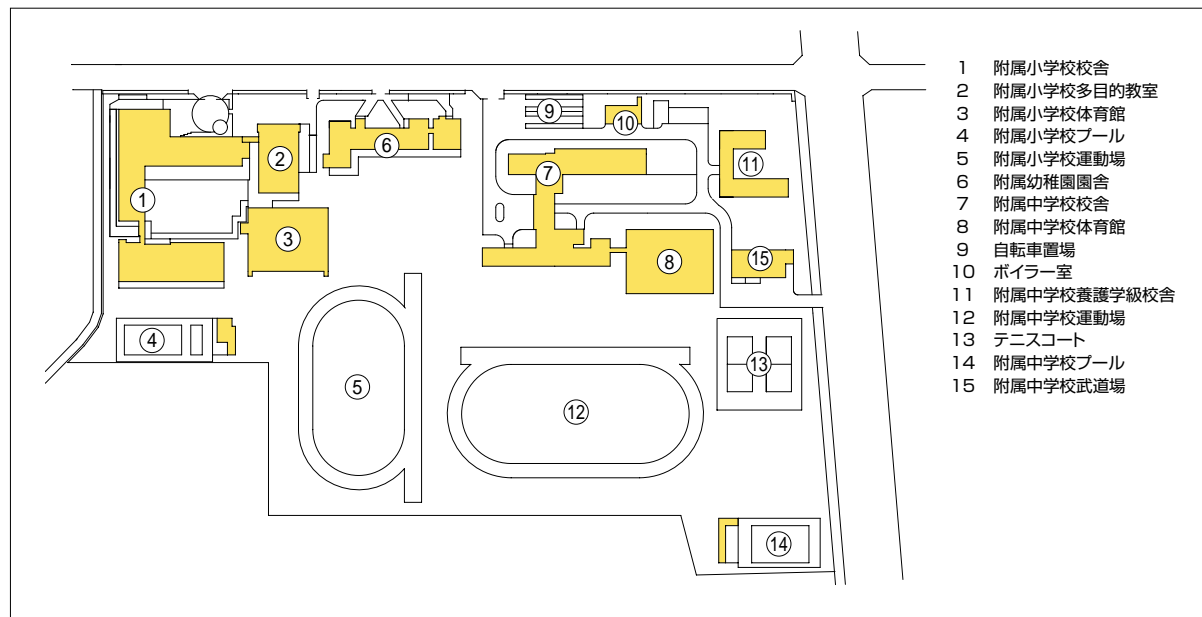 1 附属小学校校舎
2 附属小学校多目的教室
3 附属小学校体育館
4 附属小学校プール
5 附属小学校運動場
6 附属幼稚園園舎
7 附属中学校校舎
8 附属中学校体育館
9 自転車置場
10 ボイラー室
11 附属中学校養護学級校舎
12 附属中学校運動場
13 テニスコート
14 附属中学校プール
15 附属中学校武道場
9
10
2
6
11
7
1
3
8
15
4
13
5
12
14